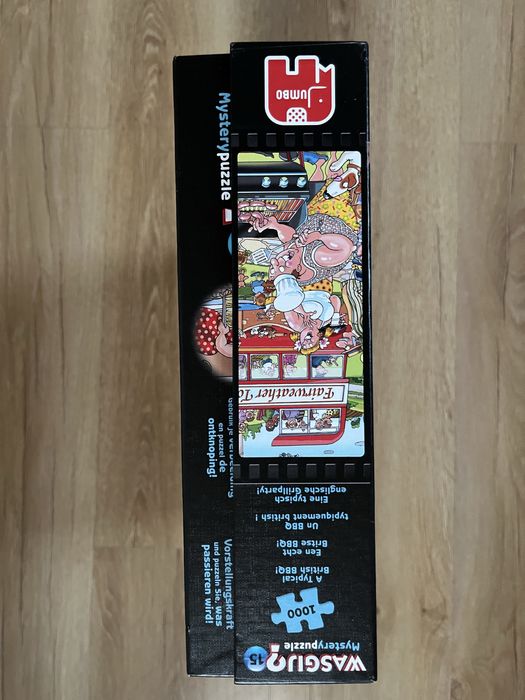 WASGIJ?
15
Mysterypuzzle
1000
A Typical
British BBQ!
Een echt
Britse BBQ!
Un BBQ
typiquement british !
Eine typisch
englische Grillparty!
Fairweather To
JUMBO
Mysterypuzzle
en puzzel de
ontknoping!
Vorstellungskraft
und puzzeln Sie, was
passieren wird!